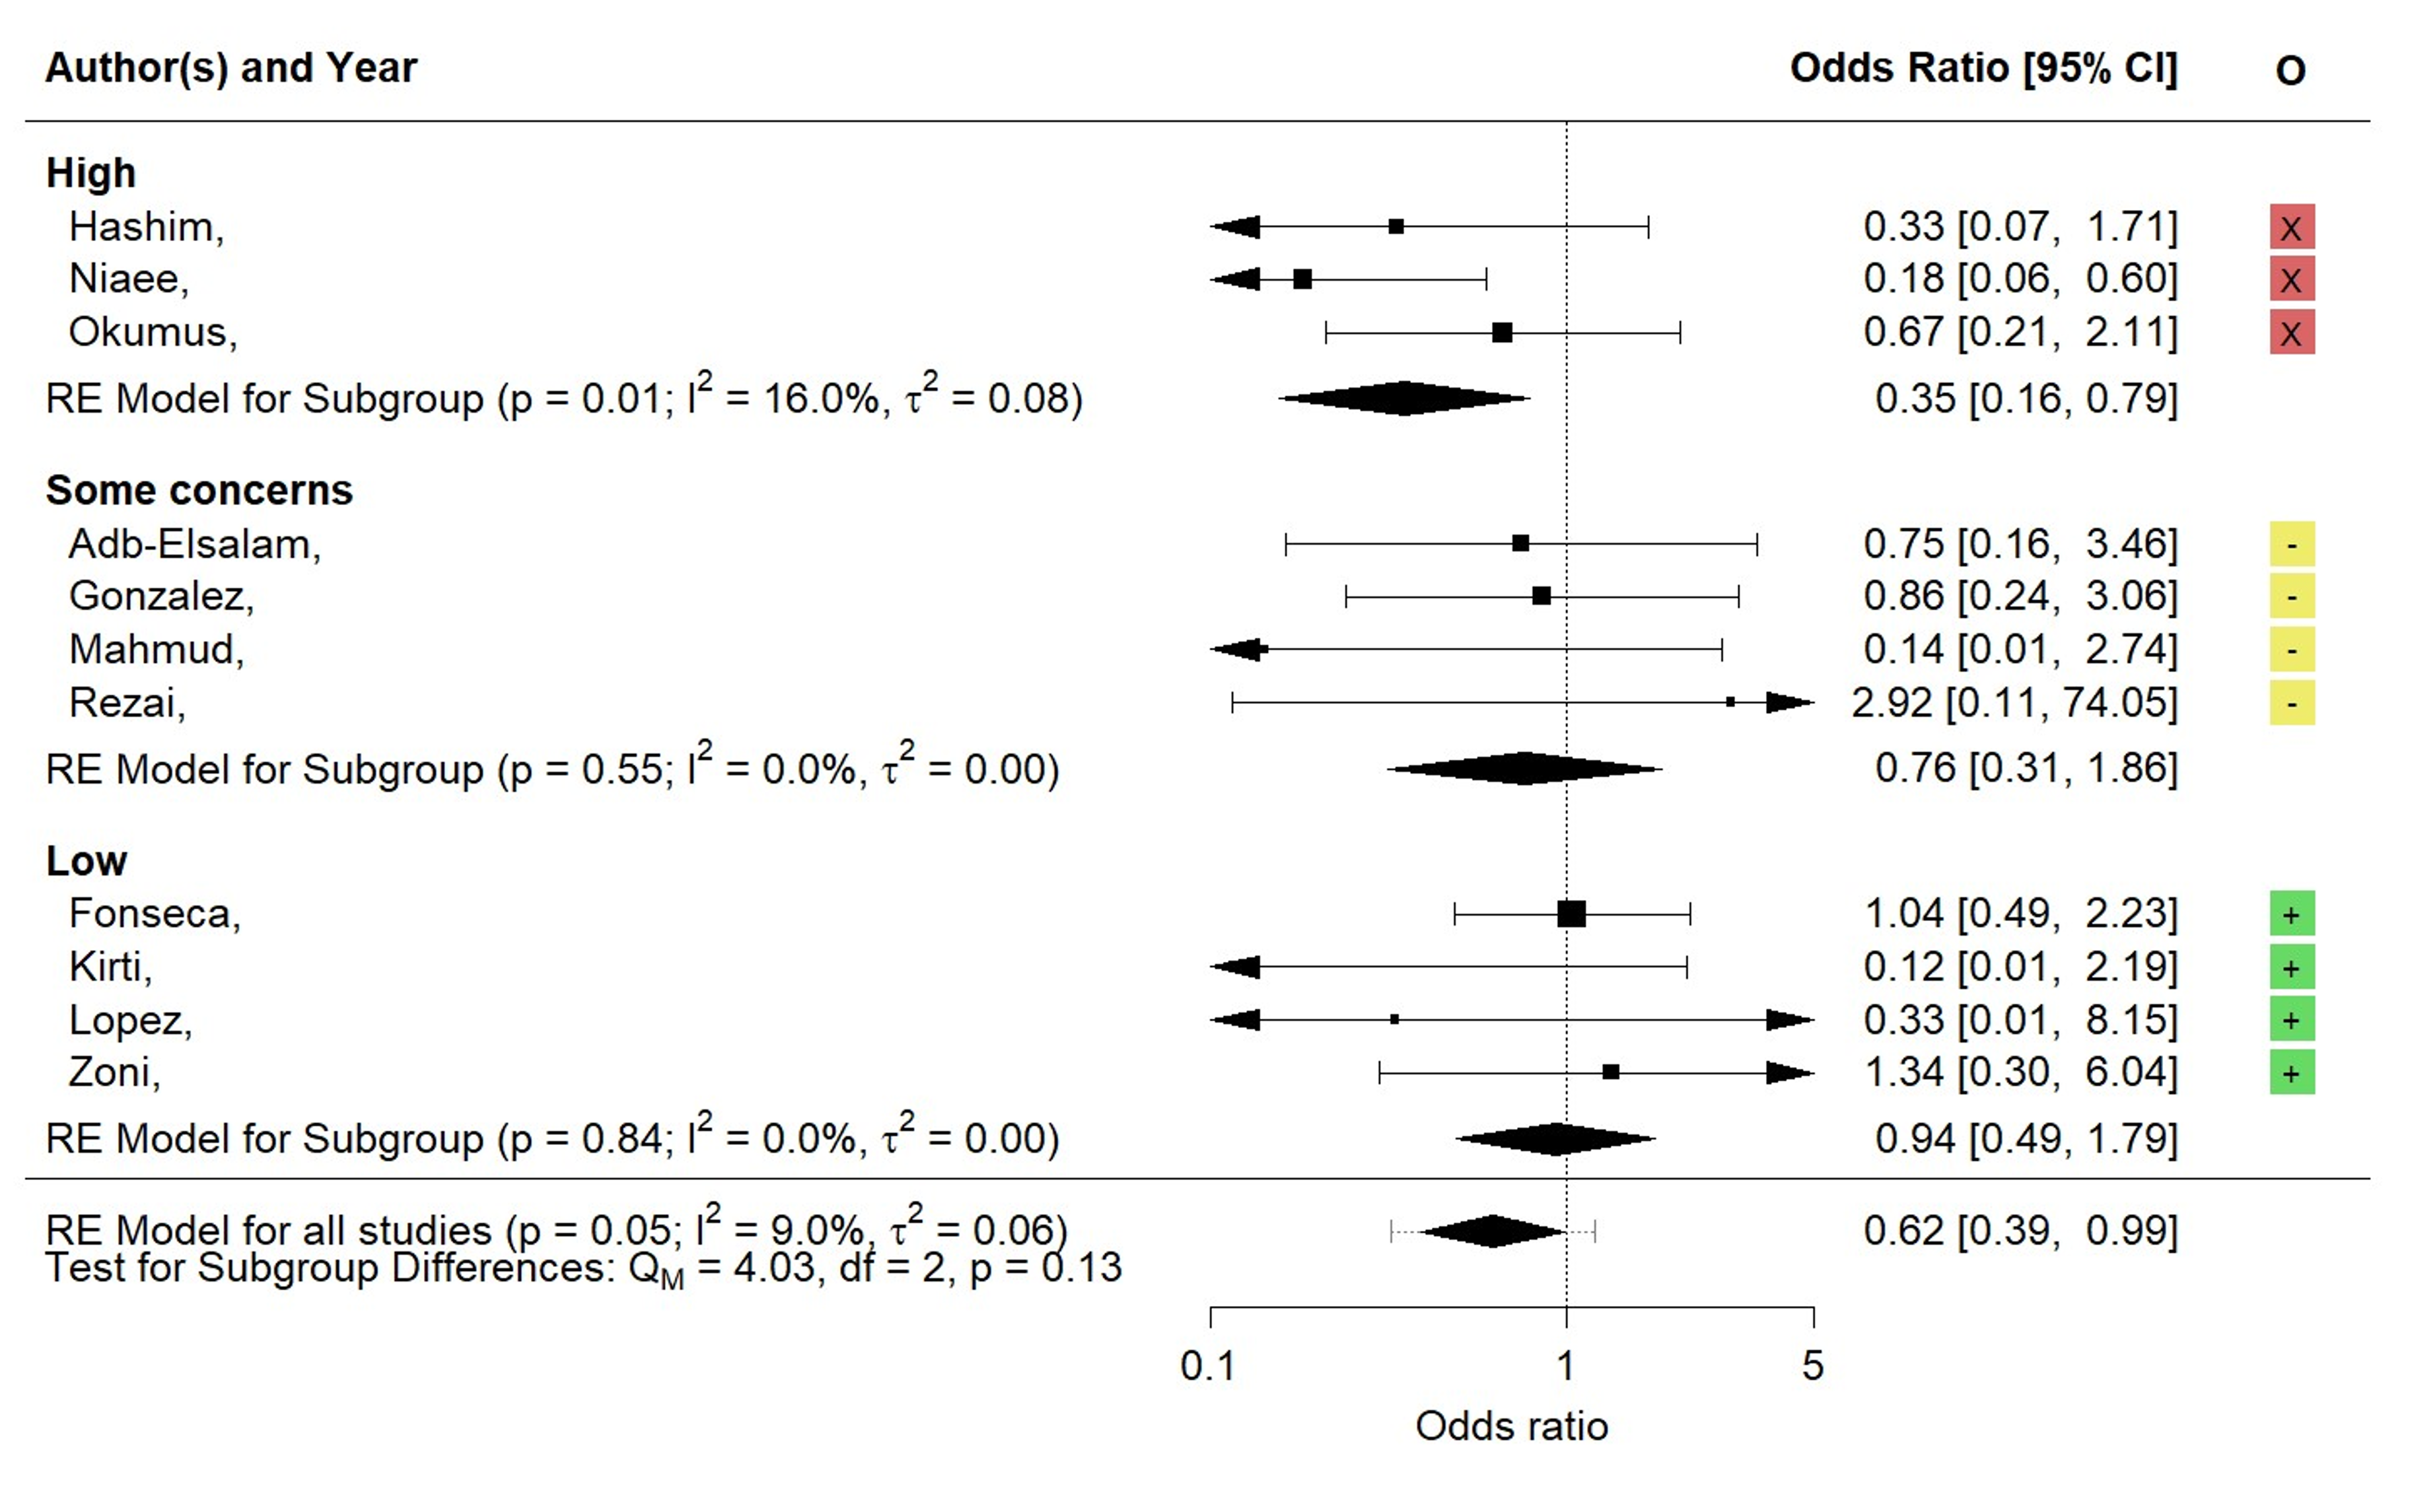 Author(s) and Year Odds Ratio [95% CI] O
High
Hashim, 0.33 [0.07, 1.71] X
Niaee, 0.18 [0.06, 0.60] X
Okumus, 0.67 [0.21, 2.11] X
RE Model for Subgroup (p = 0.01; I² = 16.0%, τ² = 0.08) 0.35 [0.16, 0.79]
Some concerns
Adb-Elsalam, 0.75 [0.16, 3.46] -
Gonzalez, 0.86 [0.24, 3.06] -
Mahmud, 0.14 [0.01, 2.74] -
Rezai, 2.92 [0.11, 74.05] -
RE Model for Subgroup (p = 0.55; I² = 0.0%, τ² = 0.00) 0.76 [0.31, 1.86]
Low
Fonseca, 1.04 [0.49, 2.23] +
Kirti, 0.12 [0.01, 2.19] +
Lopez, 0.33 [0.01, 8.15] +
Zoni, 1.34 [0.30, 6.04] +
RE Model for Subgroup (p = 0.84; I² = 0.0%, τ² = 0.00) 0.94 [0.49, 1.79]
RE Model for all studies (p = 0.05; I² = 9.0%, τ² = 0.06) 0.62 [0.39, 0.99]
Test for Subgroup Differences: Q_M = 4.03, df = 2, p = 0.13
0.1 1 5
Odds ratio